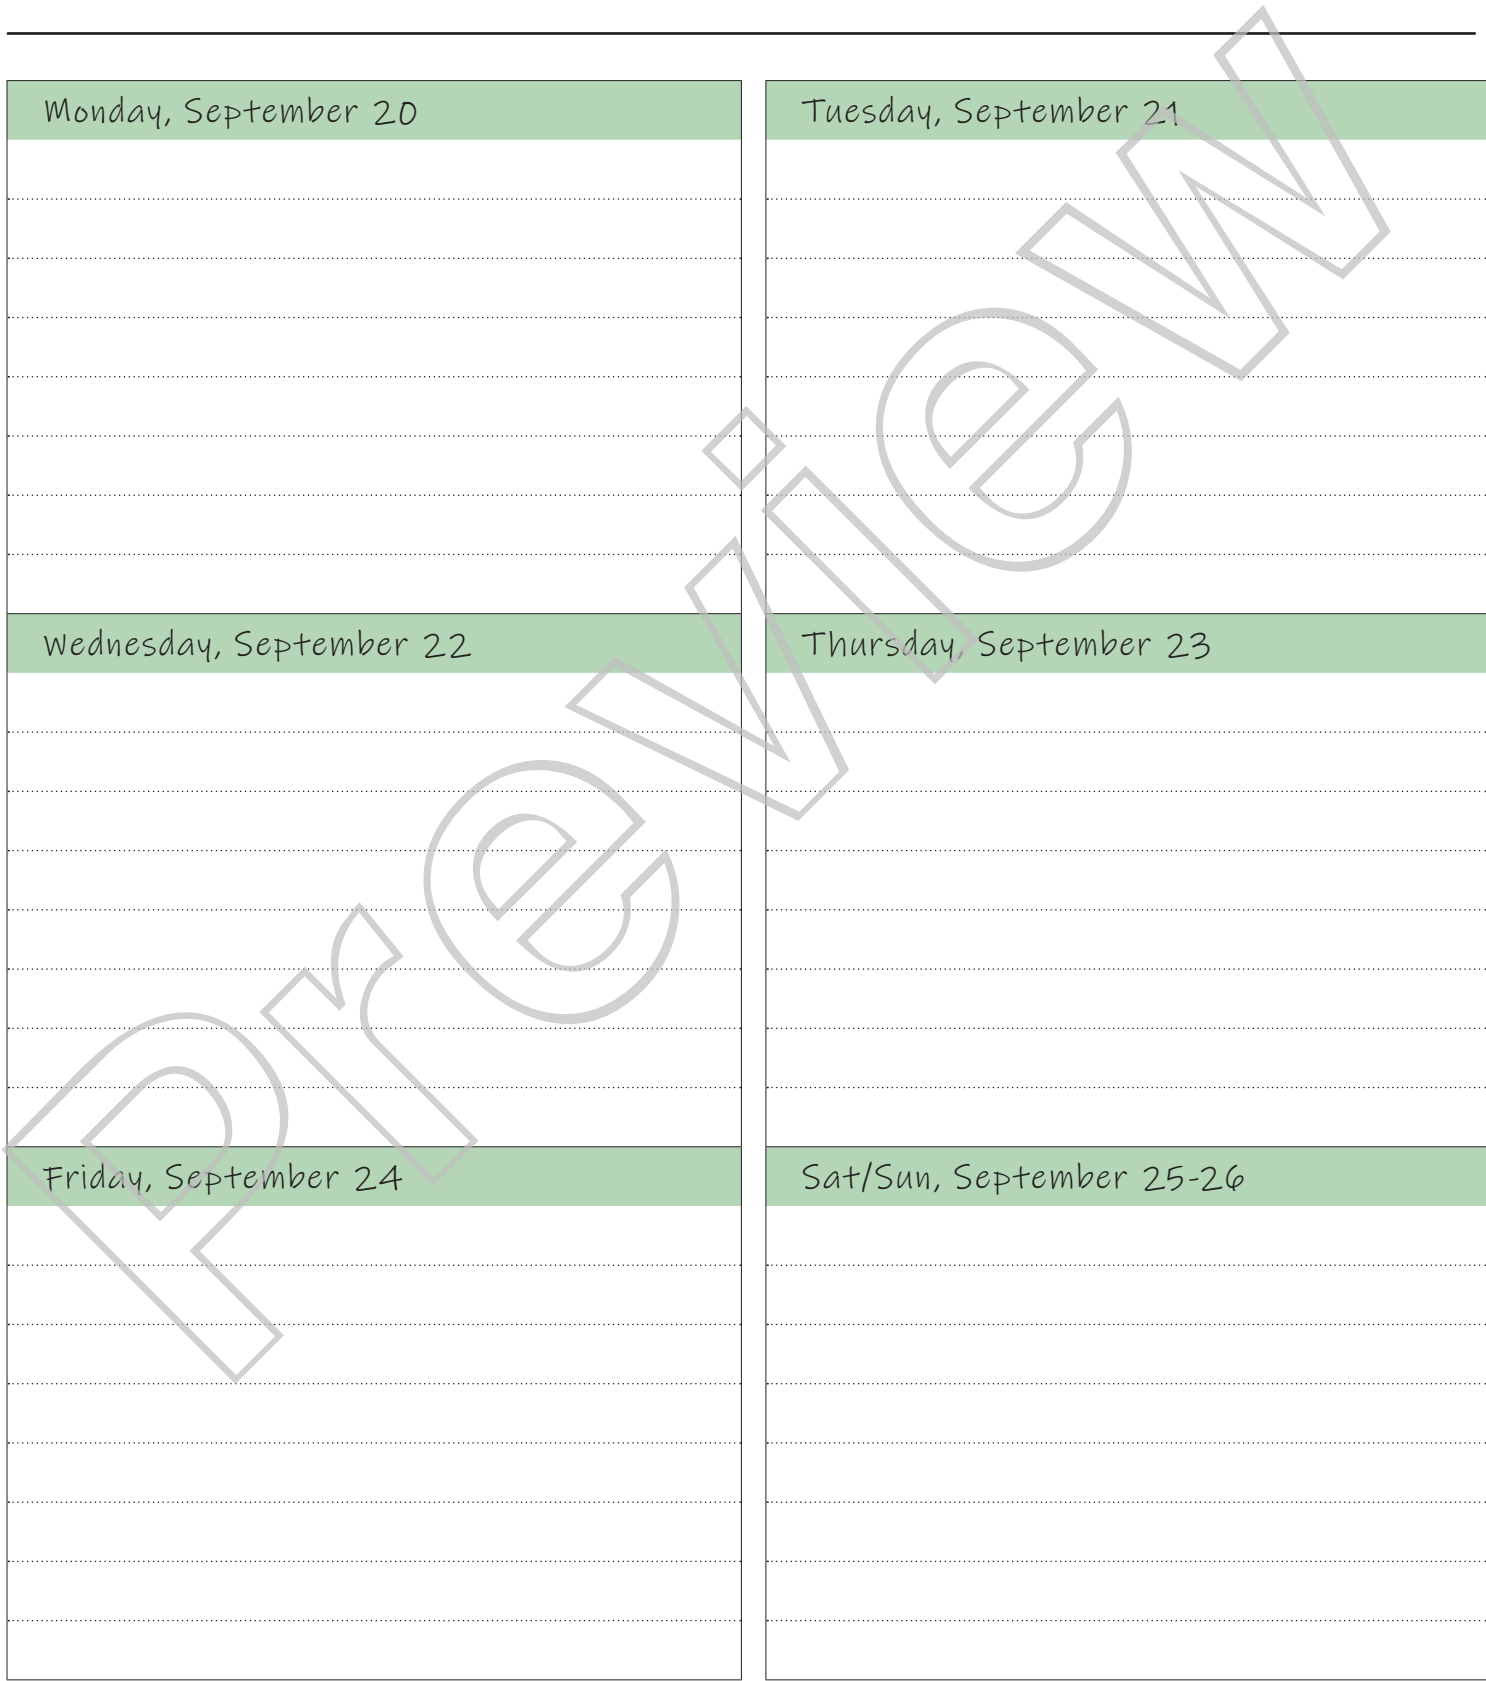 Monday, September 20
Tuesday, September 21
Wednesday, September 22
Thursday, September 23
Friday, September 24
Sat/Sun, September 25-26
Preview